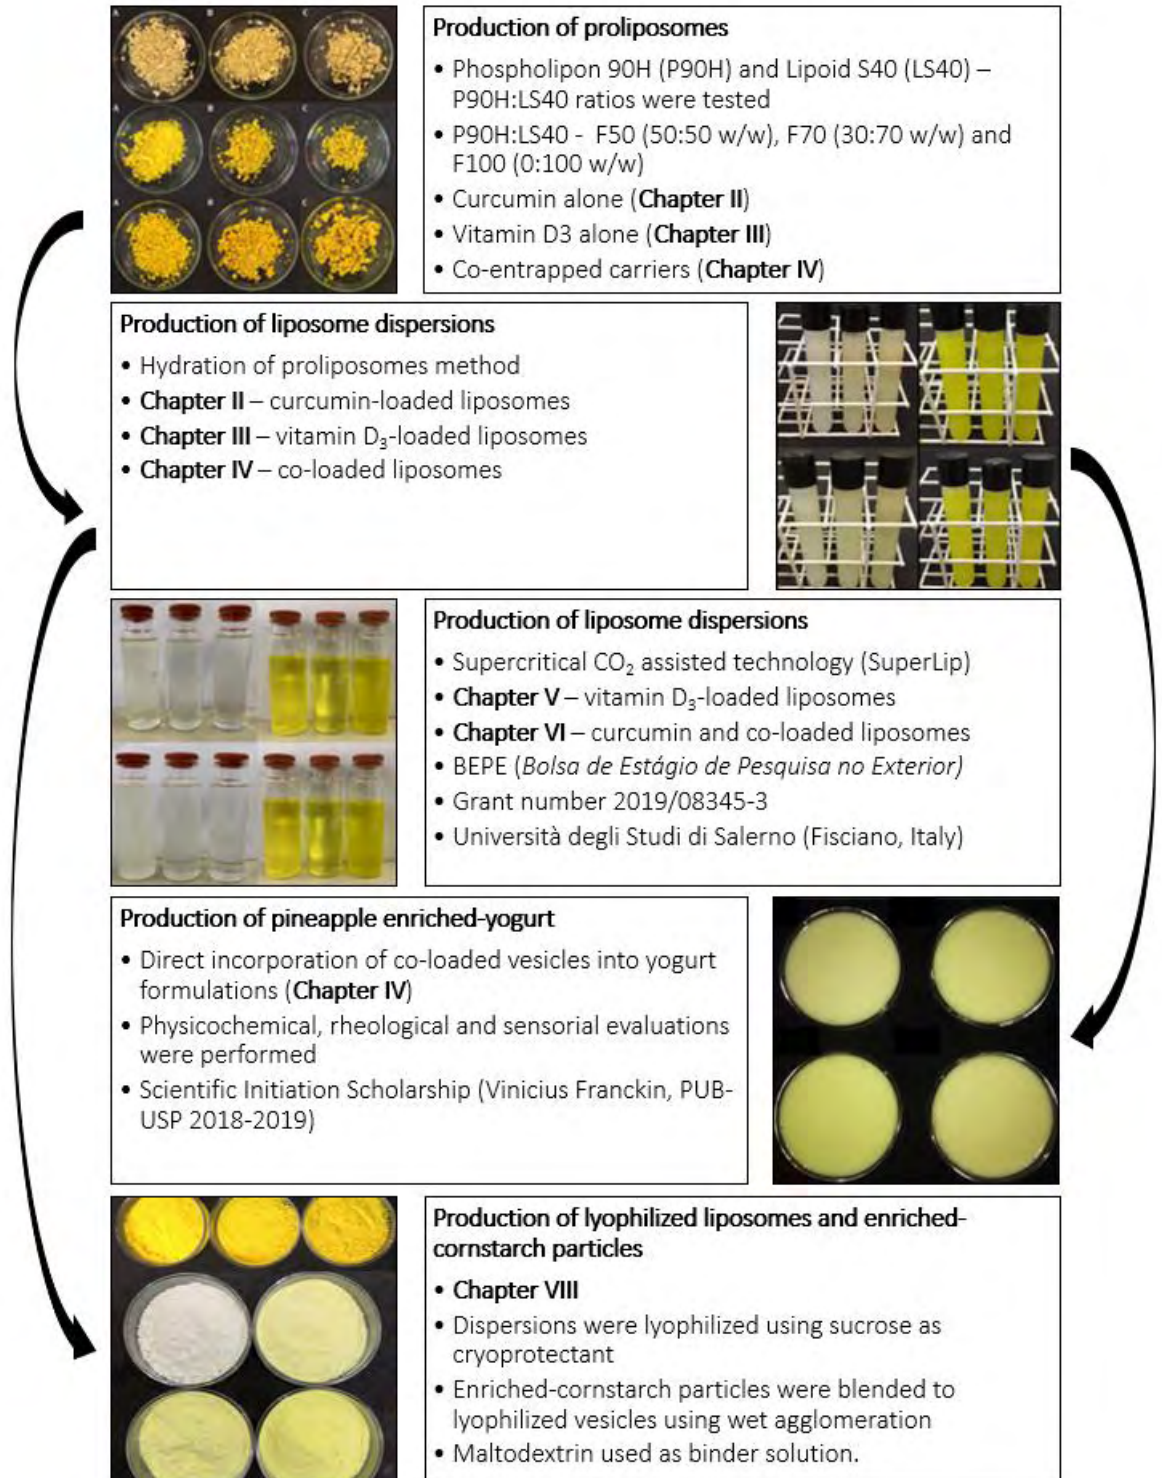 Production of proliposomes
• Phospholipon 90H (P90H) and Lipoid S40 (LS40) –
P90H:LS40 ratios were tested
• P90H:LS40 - F50 (50:50 w/w), F70 (30:70 w/w) and
F100 (0:100 w/w)
• Curcumin alone (Chapter II)
• Vitamin D3 alone (Chapter III)
• Co-entrapped carriers (Chapter IV)
A B C
A B C
A B C
Production of liposome dispersions
• Hydration of proliposomes method
• Chapter II – curcumin-loaded liposomes
• Chapter III – vitamin D₃-loaded liposomes
• Chapter IV – co-loaded liposomes
Production of liposome dispersions
• Supercritical CO₂ assisted technology (SuperLip)
• Chapter V – vitamin D₃-loaded liposomes
• Chapter VI – curcumin and co-loaded liposomes
• BEPE (Bolsa de Estágio de Pesquisa no Exterior)
• Grant number 2019/08345-3
• Università degli Studi di Salerno (Fisciano, Italy)
Production of pineapple enriched-yogurt
• Direct incorporation of co-loaded vesicles into yogurt
formulations (Chapter IV)
• Physicochemical, rheological and sensorial evaluations
were performed
• Scientific Initiation Scholarship (Vinicius Franckin, PUB-
USP 2018-2019)
Production of lyophilized liposomes and enriched-
cornstarch particles
• Chapter VIII
• Dispersions were lyophilized using sucrose as
cryoprotectant
• Enriched-cornstarch particles were blended to
lyophilized vesicles using wet agglomeration
• Maltodextrin used as binder solution.